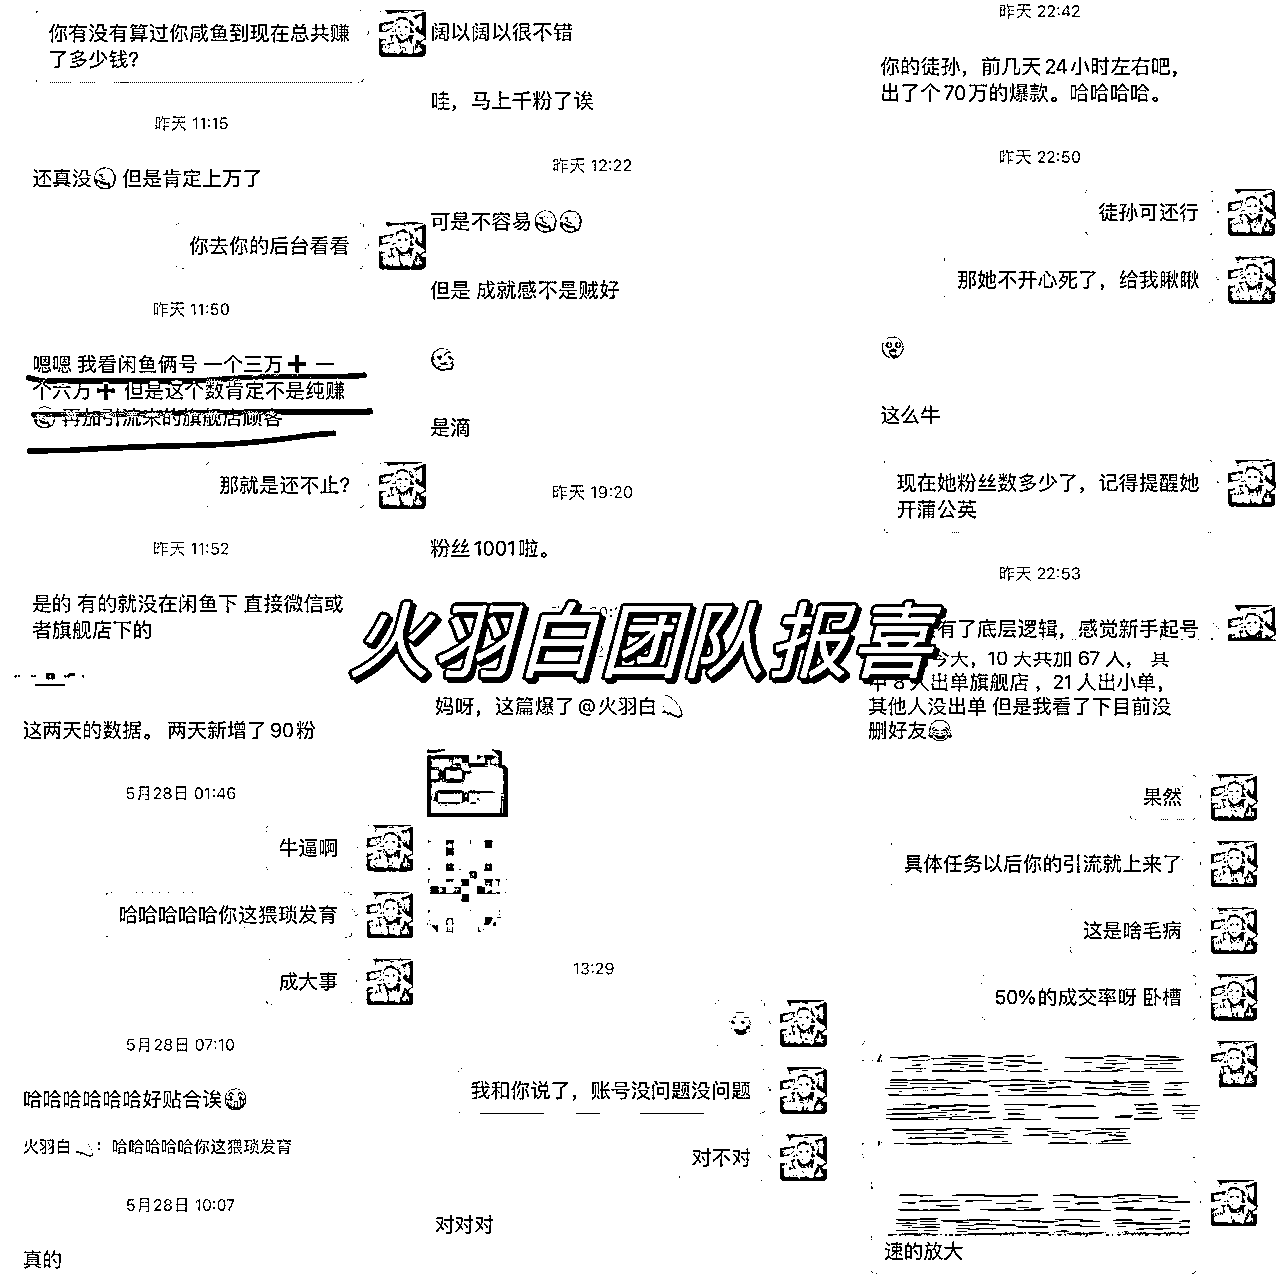 你有没有算过你咸鱼到现在总共赚
了多少钱?
昨天 11:15
还真没 但是肯定上万了
你去你的后台看看
昨天 11:50
嗯嗯 我看闲鱼俩号 一个三万➕ 一
个六万➕ 但是这个数肯定不是纯赚
再加引流来的旗舰店顾客
那就是还不止?
昨天 11:52
是的 有的就没在闲鱼下 直接微信或
者旗舰店下的
这两天的数据。 两天新增了90粉
5月28日 01:46
牛逼啊
哈哈哈哈哈你这猥琐发育
成大事
5月28日 07:10
哈哈哈哈哈哈好贴合诶
火羽白 : 哈哈哈哈哈你这猥琐发育
5月28日 10:07
真的
阔以阔以很不错
哇，马上千粉了诶
昨天 12:22
可是不容易
但是 成就感不是贼好
是滴
昨天 19:20
粉丝1001啦。
火羽白团队报喜
妈呀，这篇爆了@火羽白
13:29
我和你说了，账号没问题没问题
对不对
对对对
昨天 22:42
你的徒孙，前几天24小时左右吧，
出了个70万的爆款。哈哈哈哈。
昨天 22:50
徒孙可还行
那她不开心死了，给我瞅瞅
这么牛
现在她粉丝数多少了，记得提醒她
开蒲公英
昨天 22:53
有了底层逻辑，感觉新手起号
今天，10 天共加 67 人， 其
中 8 人出单旗舰店 ，21 人出小单，
其他人没出单 但是我看了下目前没
删好友
果然
具体任务以后你的引流就上来了
这是啥毛病
50%的成交率呀 卧槽
速的放大